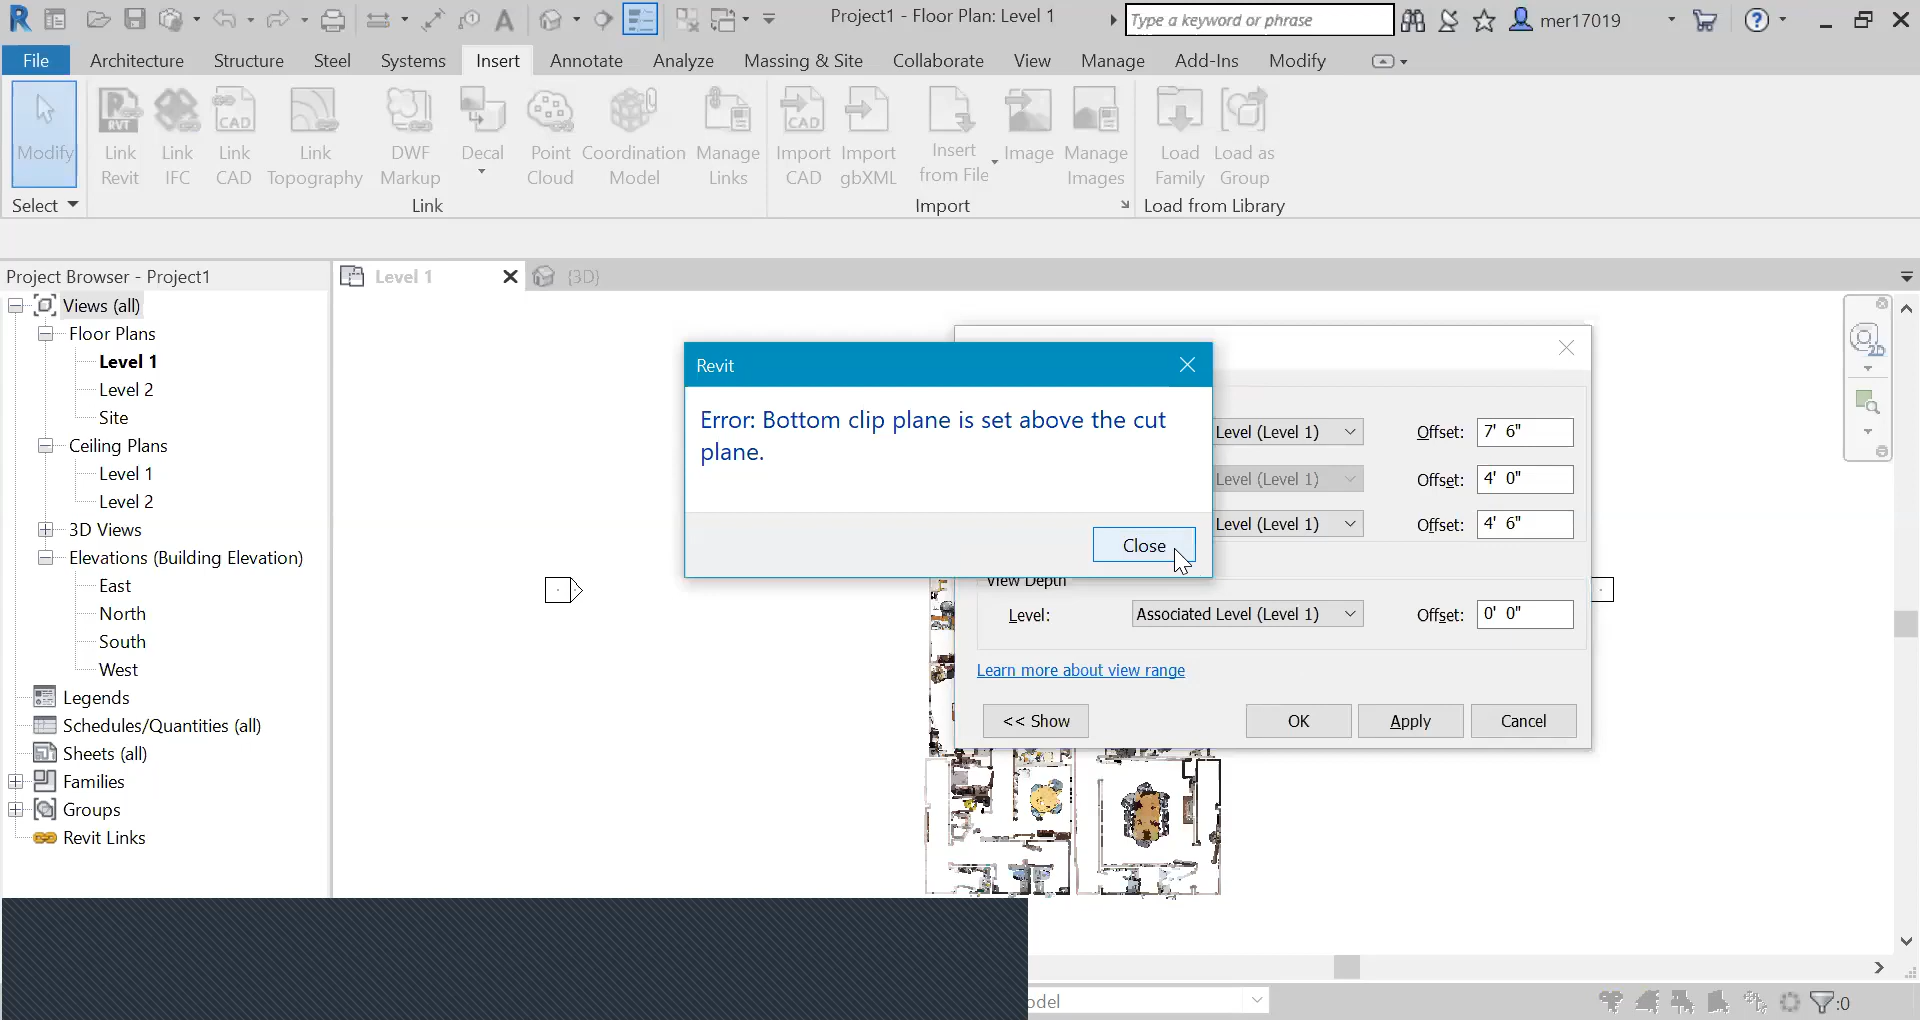 Project1 - Floor Plan: Level 1
Type a keyword or phrase
mer17019
File
Architecture
Structure
Steel
Systems
Insert
Annotate
Analyze
Massing & Site
Collaborate
View
Manage
Add-Ins
Modify
Modify
Link
Revit
Link
IFC
Link
CAD
Link
Topography
DWF
Markup
Decal
Point
Cloud
Coordination
Model
Manage
Links
Import
CAD
Import
gbXML
Insert
from File
Image
Manage
Images
Load
Family
Load as
Group
Select
Link
Import
Load from Library
Project Browser - Project1
Views (all)
Floor Plans
Level 1
Level 2
Site
Ceiling Plans
Level 1
Level 2
3D Views
Elevations (Building Elevation)
East
North
South
West
Legends
Schedules/Quantities (all)
Sheets (all)
Families
Groups
Revit Links
Level 1
{3D}
Revit
Error: Bottom clip plane is set above the cut
plane.
Close
Level (Level 1)
Offset:
7' 6"
Level (Level 1)
Offset:
4' 0"
Level (Level 1)
Offset:
4' 6"
View Depth
Level:
Associated Level (Level 1)
Offset:
0' 0"
Learn more about view range
<< Show
OK
Apply
Cancel
2D
odel
:0